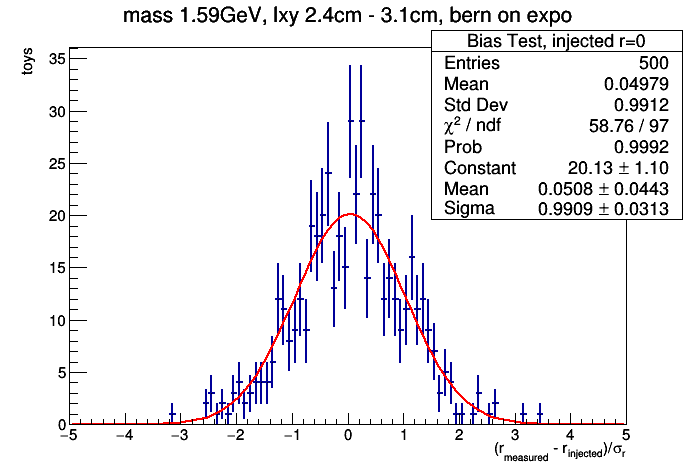 mass 1.59GeV, lxy 2.4cm - 3.1cm, bern on expo
Bias Test, injected r=0
Entries 500
Mean 0.04979
Std Dev 0.9912
χ² / ndf 58.76 / 97
Prob 0.9992
Constant 20.13 ± 1.10
Mean 0.0508 ± 0.0443
Sigma 0.9909 ± 0.0313
toys
35
30
25
20
15
10
5
0
−5 −4 −3 −2 −1 0 1 2 3 4 5
(r_measured - r_injected)/σ_r